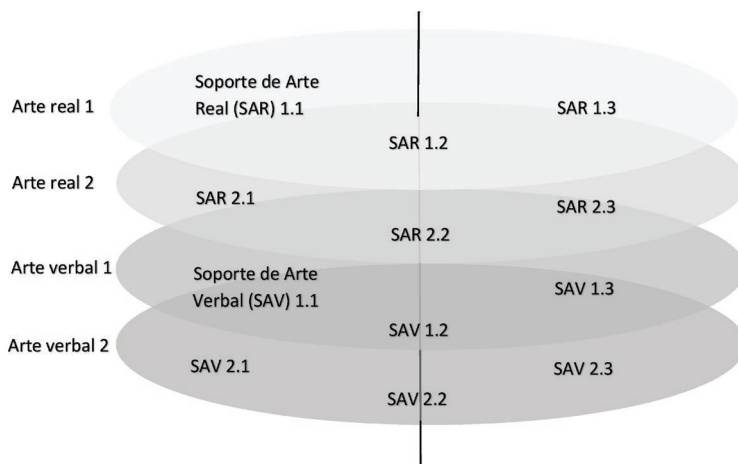 Soporte de Arte
Real (SAR) 1.1
Arte real 1
SAR 1.3
SAR 1.2
Arte real 2
SAR 2.1
SAR 2.3
SAR 2.2
Arte verbal 1
Soporte de Arte
Verbal (SAV) 1.1
SAV 1.3
SAV 1.2
Arte verbal 2
SAV 2.1
SAV 2.3
SAV 2.2